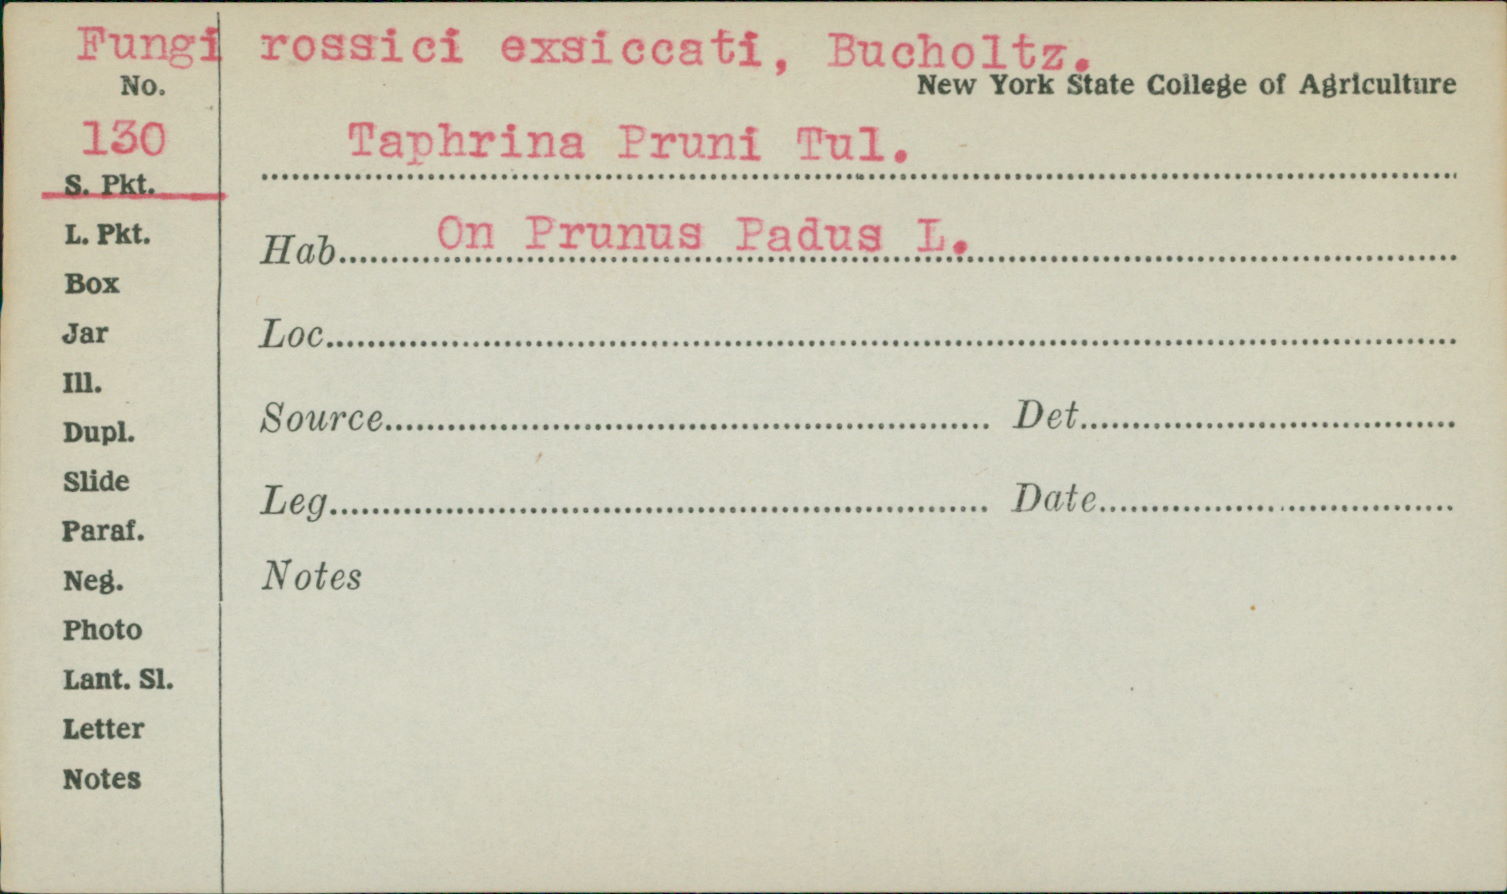 Fungi rossici exsiccati, Bucholtz.
No. New York State College of Agriculture
130 Taphrina Pruni Tul.
S. Pkt.
L. Pkt. Hab. On Prunus Padus L.
Box
Jar Loc.
Ill.
Dupl. Source Det.
Slide
Paraf. Leg. Date
Neg. Notes
Photo
Lant. Sl.
Letter
Notes